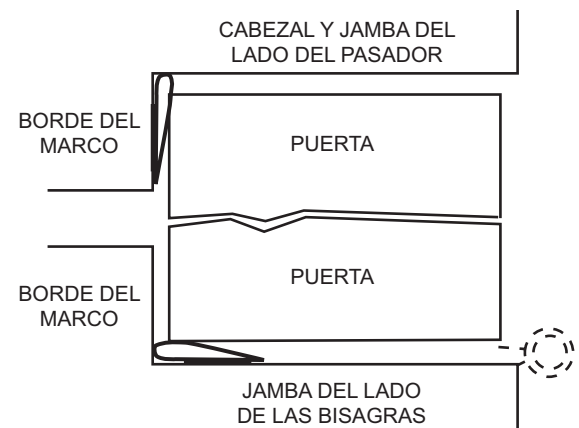 CABEZAL Y JAMBA DEL
LADO DEL PASADOR
BORDE DEL
MARCO
PUERTA
PUERTA
BORDE DEL
MARCO
JAMBA DEL LADO
DE LAS BISAGRAS